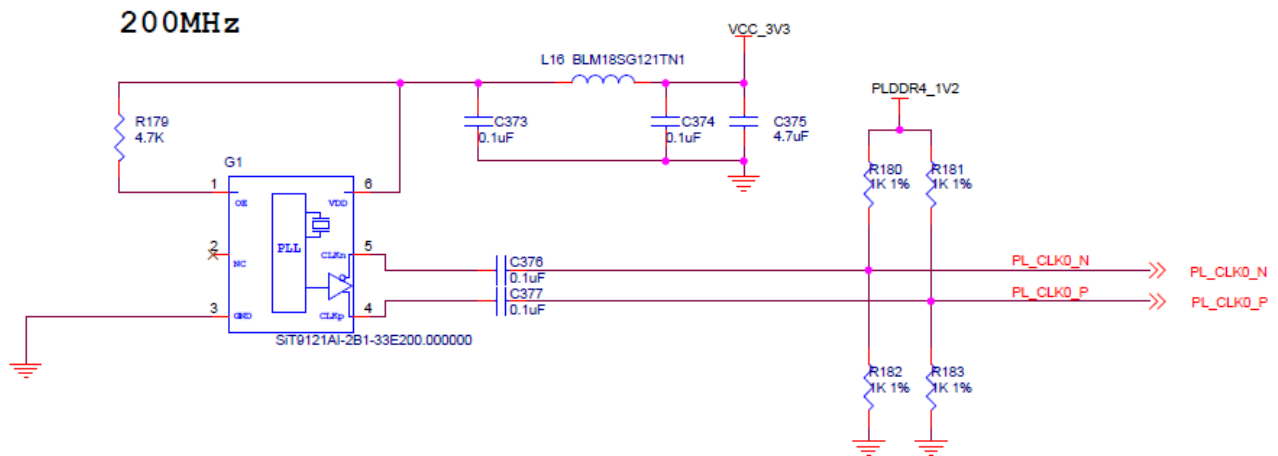 200MHz
VCC_3V3
L16 BLM18SG121TN1
PLDDR4_1V2
R179
4.7K
C373
0.1uF
C374
0.1uF
C375
4.7uF
G1
R180
1K 1%
R181
1K 1%
1
OE
6
VDD
PLL
2
NC
5
CLKn
C376
0.1uF
PL_CLK0_N
PL_CLK0_N
3
GND
4
CLKp
C377
0.1uF
PL_CLK0_P
PL_CLK0_P
SiT9121AI-2B1-33E200.000000
R182
1K 1%
R183
1K 1%